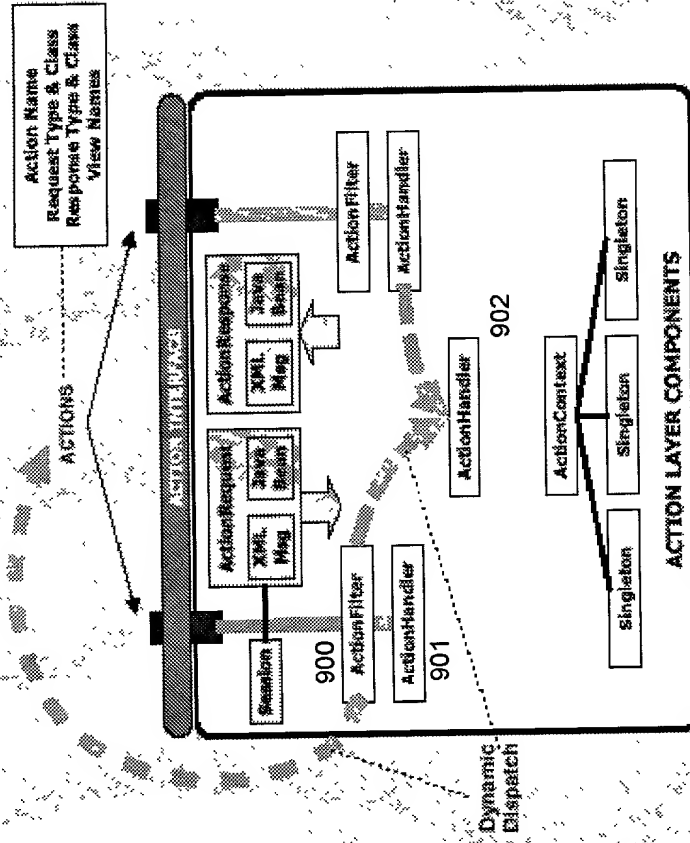 Action Name
Request Type & Class
Response Type & Class
View Names
ACTIONS
ACTION INTERFACE
Session
ActionRequest
XML
Msg
Java
Bean
ActionResponse
XML
Msg
Java
Bean
900
ActionFilter
ActionHandler
901
ActionFilter
ActionHandler
ActionHandler
902
Dynamic
Dispatch
ActionContext
Singleton
Singleton
Singleton
ACTION LAYER COMPONENTS